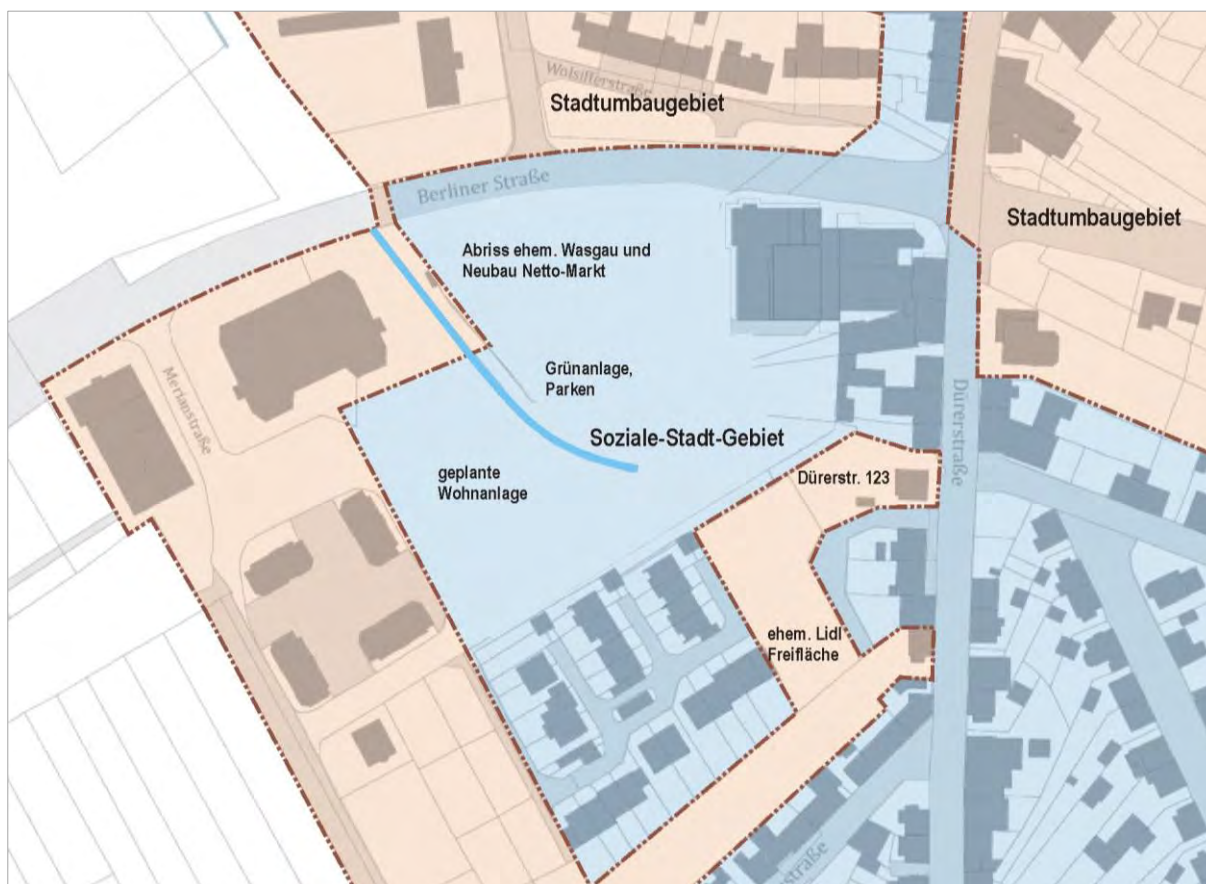 Wolsifferstraße
Stadtumbaugebiet
Berliner Straße
Stadtumbaugebiet
Abriss ehem. Wasgau und
Neubau Netto-Markt
Grünanlage,
Parken
Merianstraße
Dürerstraße
Soziale-Stadt-Gebiet
geplante
Wohnanlage
Dürerstr. 123
ehem. Lidl
Freifläche